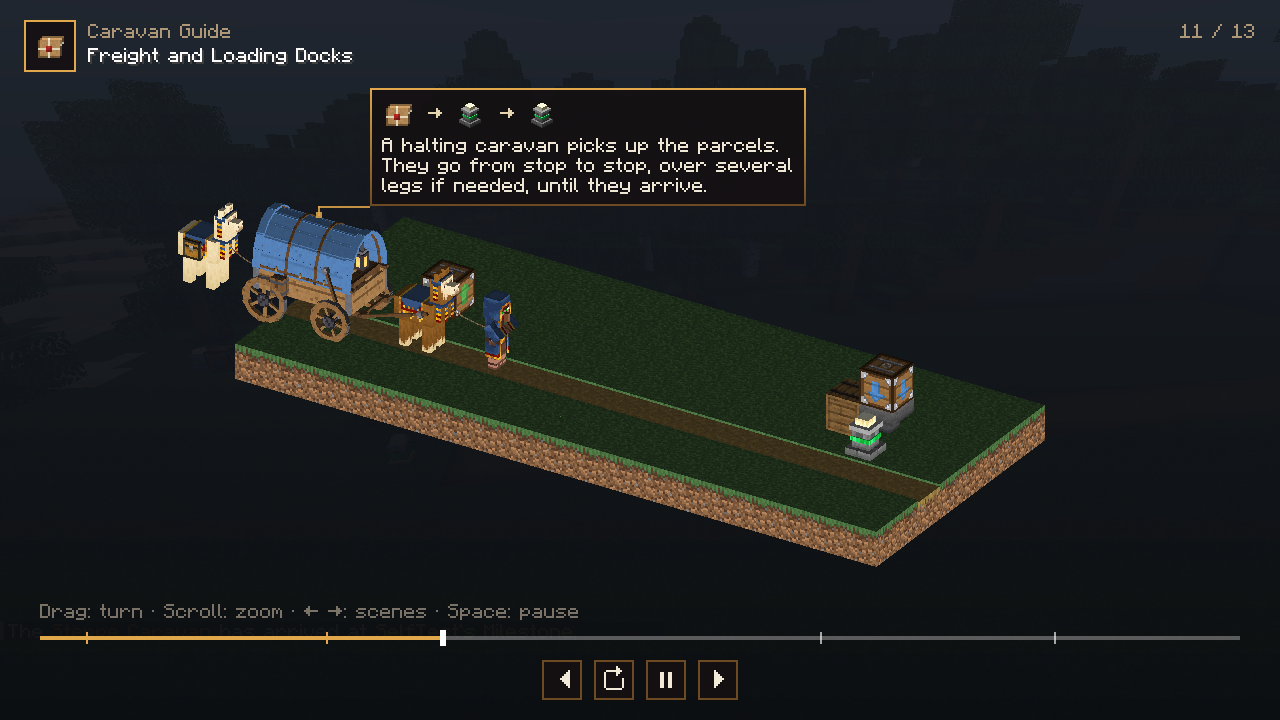 Caravan Guide
Freight and Loading Docks
11 / 13
→ →
A halting caravan picks up the parcels.
They go from stop to stop, over several
legs if needed, until they arrive.
Drag: turn · Scroll: zoom · ← →: scenes · Space: pause